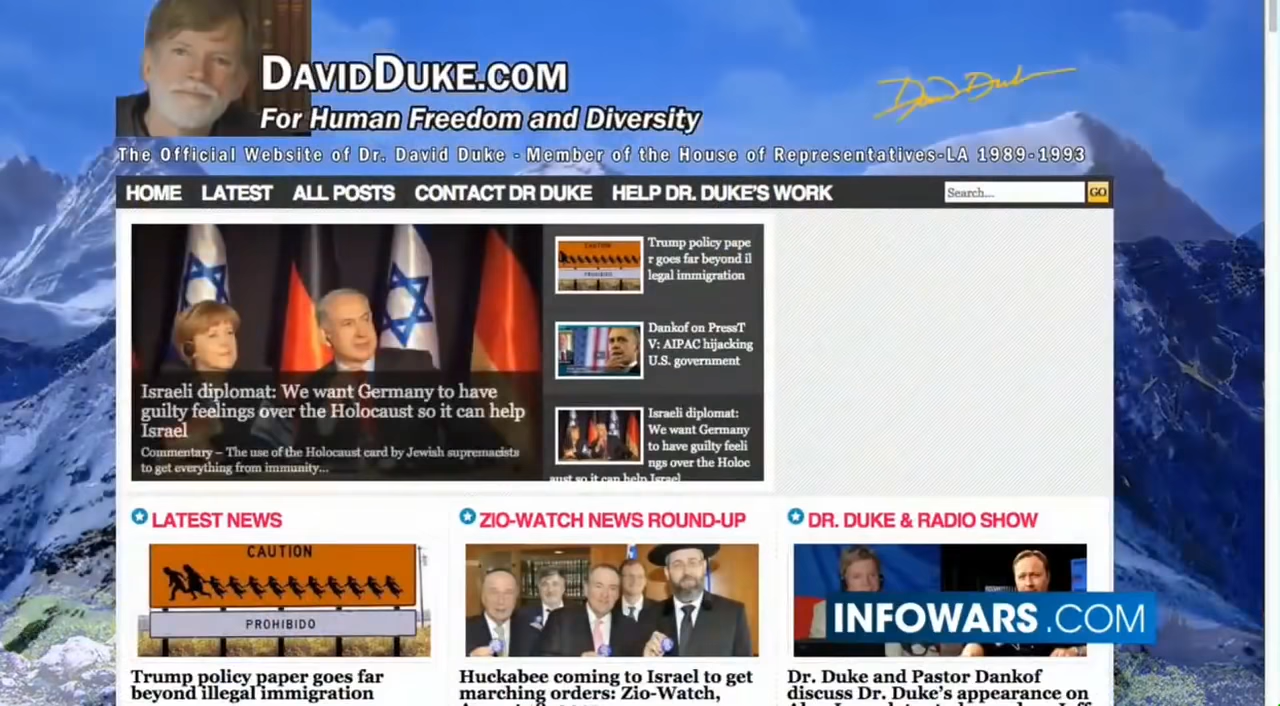 DAVIDDUKE.COM
For Human Freedom and Diversity
David Duke
The Official Website of Dr. David Duke - Member of the House of Representatives-LA 1989-1993
HOME LATEST ALL POSTS CONTACT DR DUKE HELP DR. DUKE'S WORK
Search... GO
Israeli diplomat: We want Germany to have
guilty feelings over the Holocaust so it can help
Israel
Commentary – The use of the Holocaust card by Jewish supremacists
to get everything from immunity...
CAUTION
PROHIBIDO
Trump policy pape
r goes far beyond il
legal immigration
Dankof on PressT
V: AIPAC hijacking
U.S. government
Israeli diplomat:
We want Germany
to have guilty feeli
ngs over the Holoc
aust so it can help Israel
LATEST NEWS
CAUTION
PROHIBIDO
Trump policy paper goes far
beyond illegal immigration
ZIO-WATCH NEWS ROUND-UP
Huckabee coming to Israel to get
marching orders: Zio-Watch,
DR. DUKE & RADIO SHOW
INFOWARS.COM
Dr. Duke and Pastor Dankof
discuss Dr. Duke's appearance on